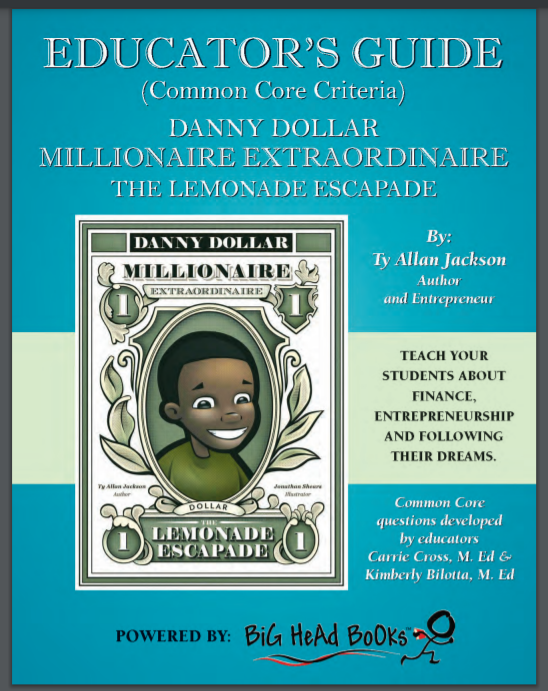 EDUCATOR'S GUIDE
(Common Core Criteria)
DANNY DOLLAR
MILLIONAIRE EXTRAORDINAIRE
THE LEMONADE ESCAPADE
DANNY DOLLAR
MILLIONAIRE
EXTRAORDINAIRE
1 1
Ty Allan Jackson
Author
Jonathan Shears
Illustrator
DOLLAR
THE
LEMONADE
ESCAPADE
1 1
By:
Ty Allan Jackson
Author
and Entrepreneur
TEACH YOUR
STUDENTS ABOUT
FINANCE,
ENTREPRENEURSHIP
AND FOLLOWING
THEIR DREAMS.
Common Core
questions developed
by educators
Carrie Cross, M. Ed &
Kimberly Bilotta, M. Ed
POWERED BY: BiG HeAd BoOKs™